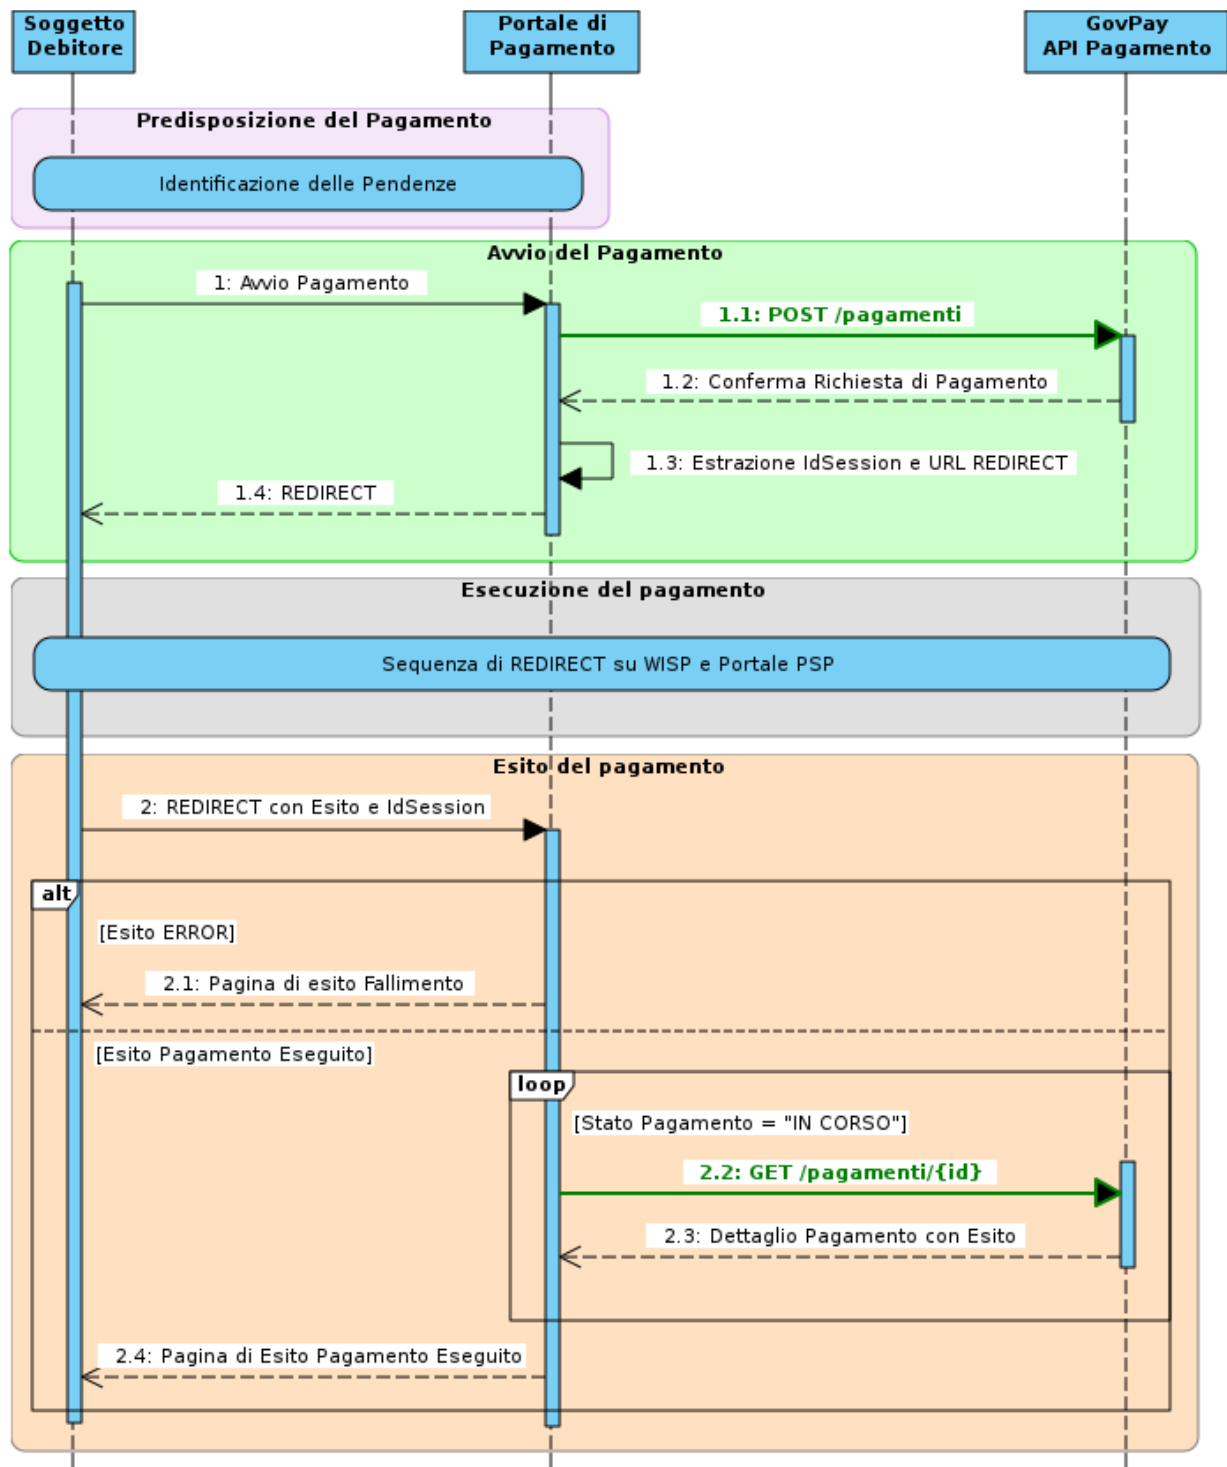 Soggetto
Debitore
Portale di
Pagamento
GovPay
API Pagamento
Predisposizione del Pagamento
Identificazione delle Pendenze
Avvio del Pagamento
1: Avvio Pagamento
1.1: POST /pagamenti
1.2: Conferma Richiesta di Pagamento
1.3: Estrazione IdSession e URL REDIRECT
1.4: REDIRECT
Esecuzione del pagamento
Sequenza di REDIRECT su WISP e Portale PSP
Esito del pagamento
2: REDIRECT con Esito e IdSession
alt
[Esito ERROR]
2.1: Pagina di esito Fallimento
[Esito Pagamento Eseguito]
loop
[Stato Pagamento = "IN CORSO"]
2.2: GET /pagamenti/{id}
2.3: Dettaglio Pagamento con Esito
2.4: Pagina di Esito Pagamento Eseguito